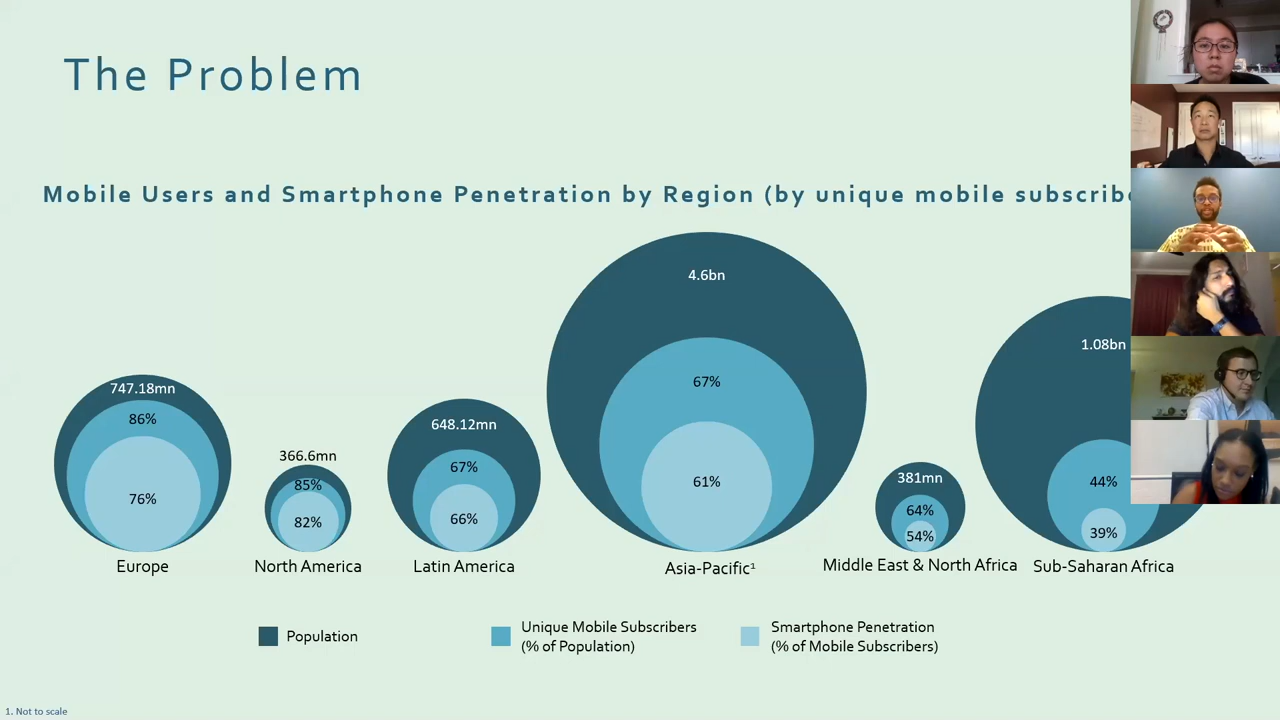 The Problem
Mobile Users and Smartphone Penetration by Region (by unique mobile subscribe
747.18mn
86%
76%
Europe
366.6mn
85%
82%
North America
648.12mn
67%
66%
Latin America
4.6bn
67%
61%
Asia-Pacific¹
381mn
64%
54%
Middle East & North Africa
1.08bn
44%
39%
Sub-Saharan Africa
Population
Unique Mobile Subscribers
(% of Population)
Smartphone Penetration
(% of Mobile Subscribers)
1. Not to scale